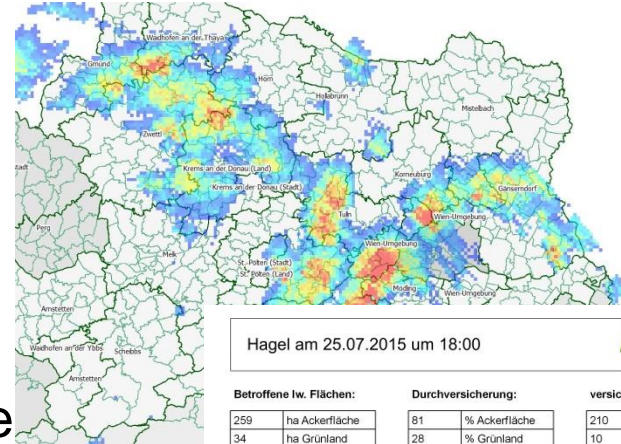 Waidhofen an der Thaya
Gmünd
Horn
Hollabrunn
Mistelbach
Zwettl
Krems an der Donau (Land)
Krems an der Donau (Stadt)
Korneuburg
Gänserndorf
Tulln
Wien-Umgebung
Wien-Umgebung
Perg
Melk
St. Pölten (Stadt)
St. Pölten (Land)
Mödling
Wien-Umgebung
Amstetten
Waidhofen an der Ybbs
Scheibbs
Amstetten
Hagel am 25.07.2015 um 18:00
Betroffene lw. Flächen: Durchversicherung: versic
259 ha Ackerfläche 81 % Ackerfläche 210
34 ha Grünland 28 % Grünland 10
e